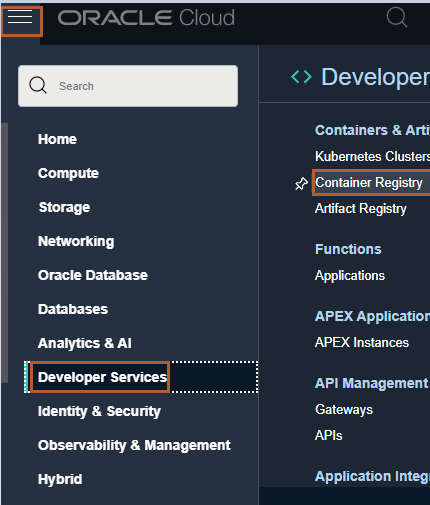 ORACLE Cloud
Search
Home
Compute
Storage
Networking
Oracle Database
Databases
Analytics & AI
Developer Services
Identity & Security
Observability & Management
Hybrid
Developer
Containers & Arti
Kubernetes Clusters
Container Registry
Artifact Registry
Functions
Applications
APEX Application
APEX Instances
API Management
Gateways
APIs
Application Integ